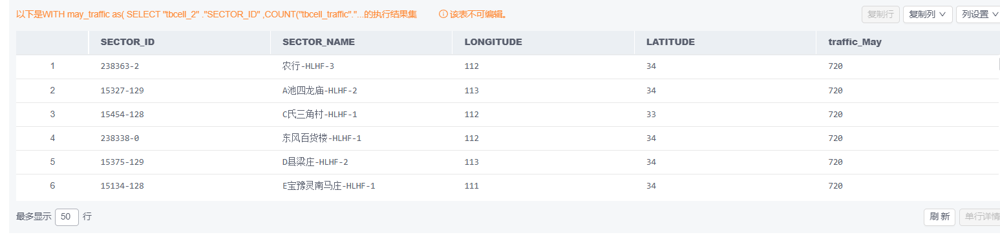 以下是WITH may_traffic as( SELECT "tbcell_2" ."SECTOR_ID" ,COUNT("tbcell_traffic"."...的执行结果集 该表不可编辑。 复制行 复制列 列设置
SECTOR_ID SECTOR_NAME LONGITUDE LATITUDE traffic_May
1 238363-2 农行-HLHF-3 112 34 720
2 15327-129 A池四龙庙-HLHF-2 113 34 720
3 15454-128 C氏三角村-HLHF-1 112 33 720
4 238338-0 东风百货楼-HLHF-1 112 34 720
5 15375-129 D县梁庄-HLHF-2 113 34 720
6 15134-128 E宝豫灵南马庄-HLHF-1 111 34 720
最多显示 50 行 刷新 单行详情